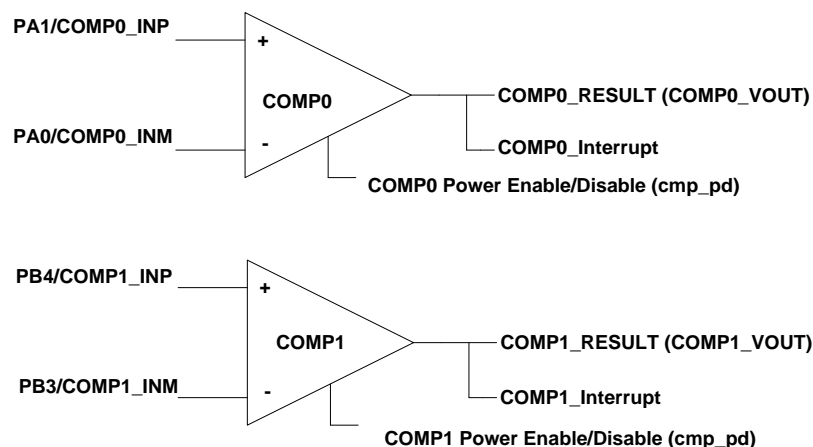 PA1/COMP0_INP
+
COMP0
COMP0_RESULT (COMP0_VOUT)
PA0/COMP0_INM
-
COMP0_Interrupt
COMP0 Power Enable/Disable (cmp_pd)
PB4/COMP1_INP
+
COMP1
COMP1_RESULT (COMP1_VOUT)
PB3/COMP1_INM
-
COMP1_Interrupt
COMP1 Power Enable/Disable (cmp_pd)